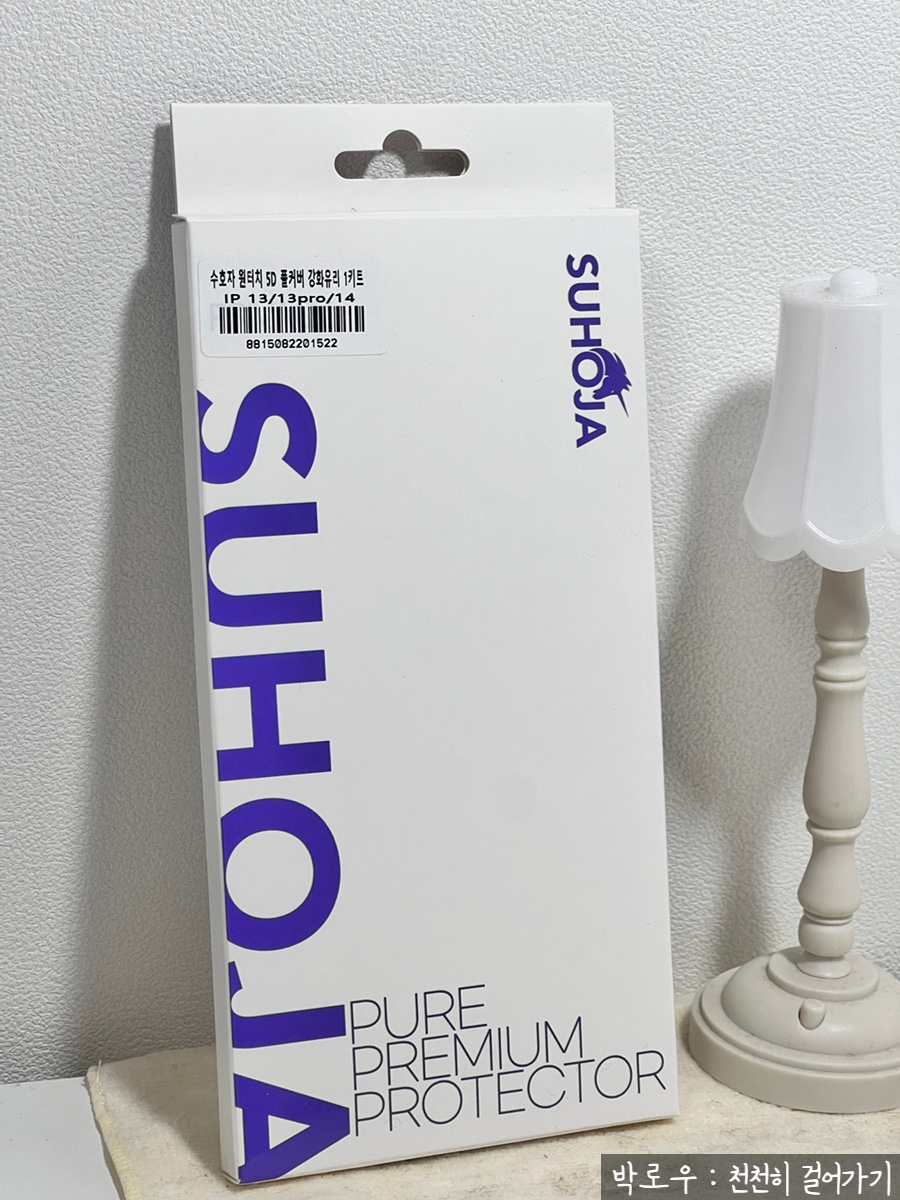 수호자 원터치 5D 풀커버 강화유리 1키트
IP 13/13pro/14
8815082201522
SUHOJA
SUHOJA
PURE
PREMIUM
PROTECTOR
박로우 : 천천히 걸어가기